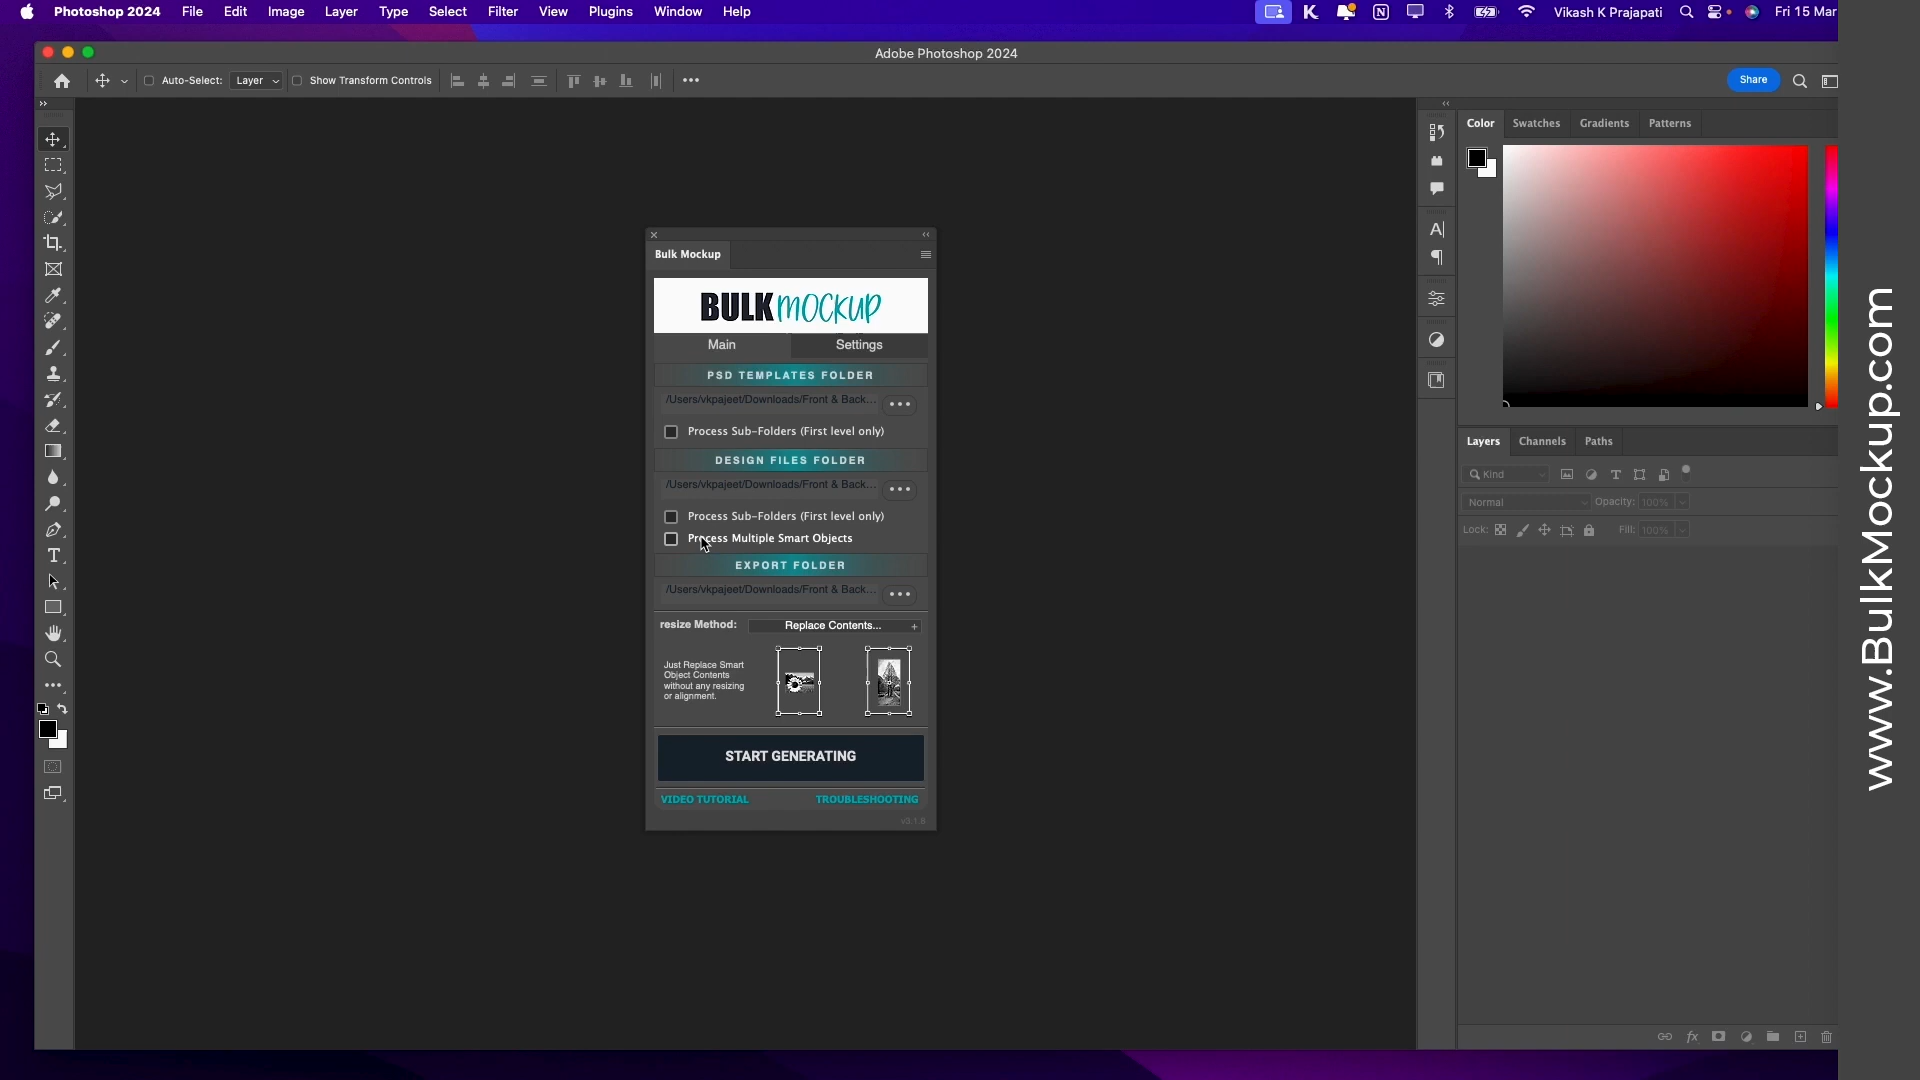 Photoshop 2024 File Edit Image Layer Type Select Filter View Plugins Window Help Vikash K Prajapati Fri 15 Mar
Adobe Photoshop 2024
Auto-Select: Layer Show Transform Controls Share
Color Swatches Gradients Patterns
Bulk Mockup
BULK MOCKUP
Main Settings
PSD TEMPLATES FOLDER
/Users/vkpajeet/Downloads/Front & Back...
Process Sub-Folders (First level only)
DESIGN FILES FOLDER
/Users/vkpajeet/Downloads/Front & Back...
Process Sub-Folders (First level only)
Process Multiple Smart Objects
EXPORT FOLDER
/Users/vkpajeet/Downloads/Front & Back...
resize Method: Replace Contents... +
Just Replace Smart
Object Contents
without any resizing
or alignment.
START GENERATING
VIDEO TUTORIAL TROUBLESHOOTING
v3.1.8
Layers Channels Paths
Kind
Normal Opacity: 100%
Lock: Fill: 100%
www.BulkMockup.com